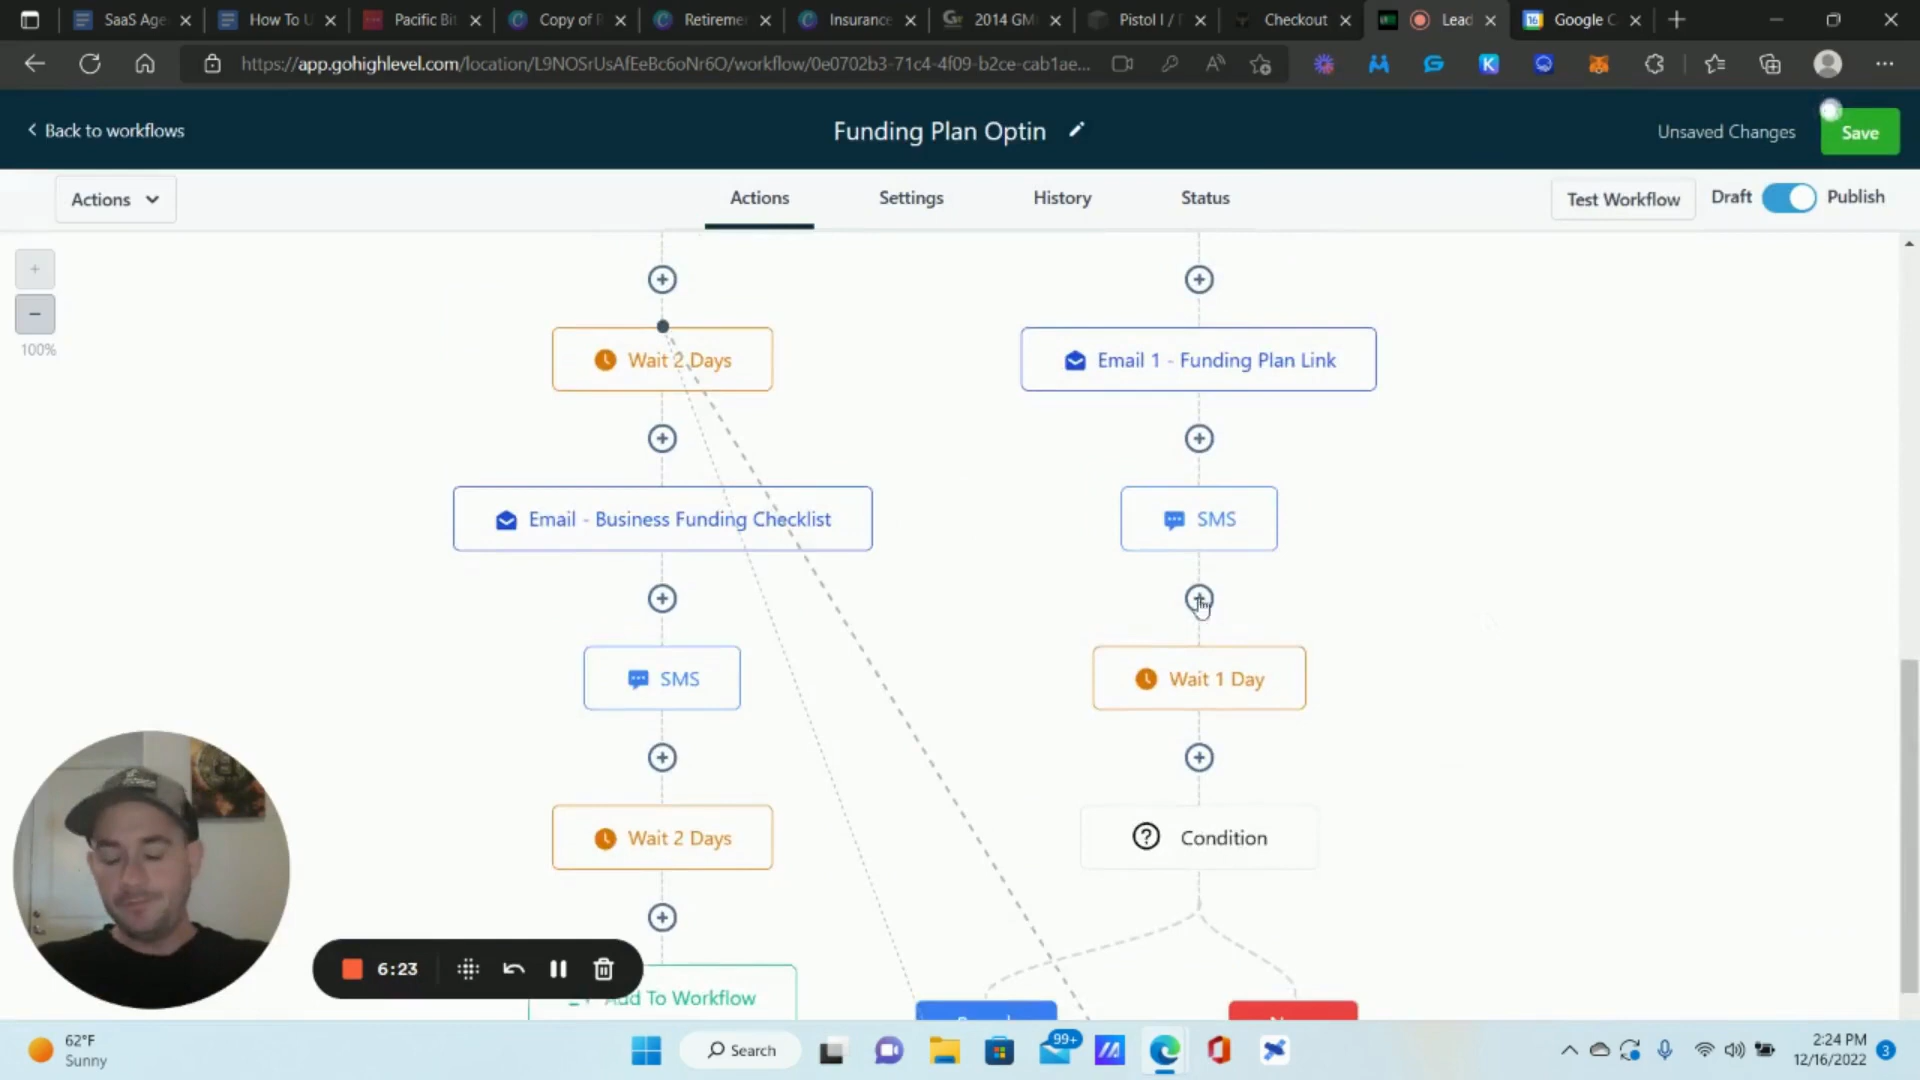 SaaS Age
How To U
Pacific Bit
Copy of R
Retireme
Insurance
2014 GM
Pistol I /
Checkout
Lead
16
Google C
https://app.gohighlevel.com/location/L9NOSrUsAfEeBc6oNr6O/workflow/0e0702b3-71c4-4f09-b2ce-cab1ae...
Back to workflows
Funding Plan Optin
Unsaved Changes
Save
Actions
Actions
Settings
History
Status
Test Workflow
Draft
Publish
100%
Wait 2 Days
Email 1 - Funding Plan Link
Email - Business Funding Checklist
SMS
SMS
Wait 1 Day
Wait 2 Days
Condition
6:23
Add To Workflow
62°F
Sunny
Search
99+
2:24 PM
12/16/2022
3